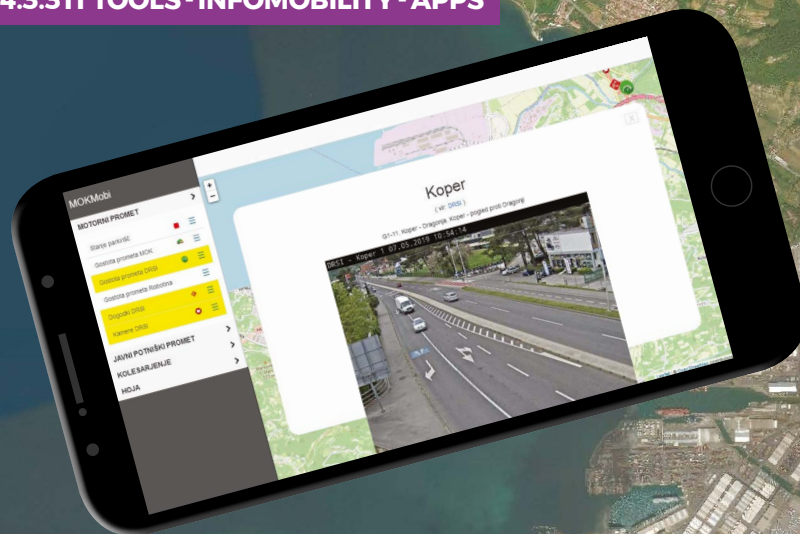 4.3.311 TOOLS - INFOMOBILITY - APPS
MOKMobi
MOTORNI PROMET
Stanje parkirišč
Gostota prometa MOK
Gostota prometa DRSI
Gostota prometa Robotina
Dogodki DRSI
Kamere DRSI
JAVNI POTNIŠKI PROMET
KOLESARJENJE
HOJA
+
-
X
Koper
( vir: DRSI )
G1-11, Koper - Dragonja, Koper - pogled proti Dragonji
DRSI - Koper 1 07.05.2019 10:54:14